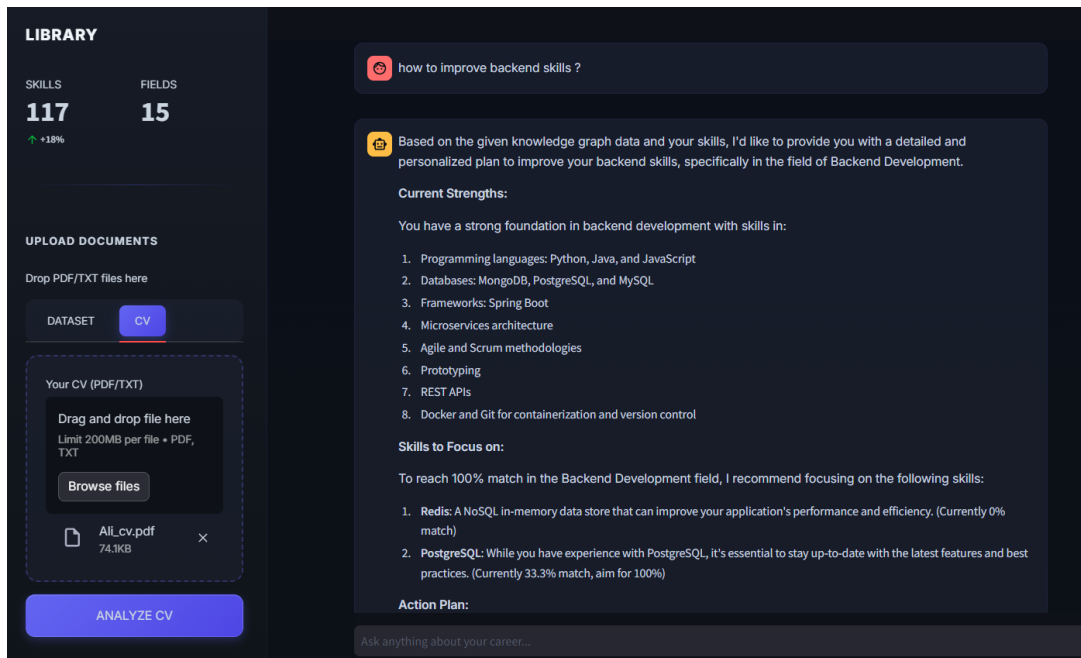 LIBRARY
SKILLS
FIELDS
117
15
+18%
UPLOAD DOCUMENTS
Drop PDF/TXT files here
DATASET
CV
Your CV (PDF/TXT)
Drag and drop file here
Limit 200MB per file • PDF,
TXT
Browse files
Ali_cv.pdf
74.1KB
ANALYZE CV
how to improve backend skills ?
Based on the given knowledge graph data and your skills, I'd like to provide you with a detailed and
personalized plan to improve your backend skills, specifically in the field of Backend Development.
Current Strengths:
You have a strong foundation in backend development with skills in:
1. Programming languages: Python, Java, and JavaScript
2. Databases: MongoDB, PostgreSQL, and MySQL
3. Frameworks: Spring Boot
4. Microservices architecture
5. Agile and Scrum methodologies
6. Prototyping
7. REST APIs
8. Docker and Git for containerization and version control
Skills to Focus on:
To reach 100% match in the Backend Development field, I recommend focusing on the following skills:
1. Redis: A NoSQL in-memory data store that can improve your application's performance and efficiency. (Currently 0%
match)
2. PostgreSQL: While you have experience with PostgreSQL, it's essential to stay up-to-date with the latest features and best
practices. (Currently 33.3% match, aim for 100%)
Action Plan:
Ask anything about your career...